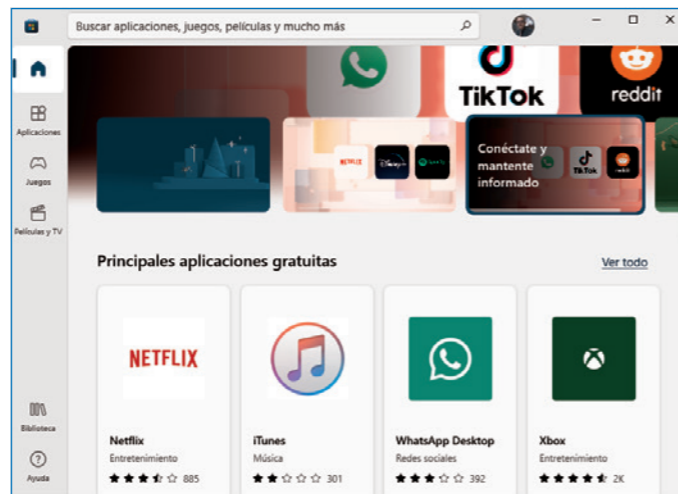 Buscar aplicaciones, juegos, películas y mucho más
TikTok
reddit
Aplicaciones
Juegos
Películas y TV
NETFLIX
Disney+
Spotify
Conéctate y
mantente
informado
TikTok
reddit
Principales aplicaciones gratuitas
Ver todo
NETFLIX
Netflix
Entretenimiento
885
iTunes
Música
301
WhatsApp Desktop
Redes sociales
392
Xbox
Entretenimiento
2K
Biblioteca
Ayuda